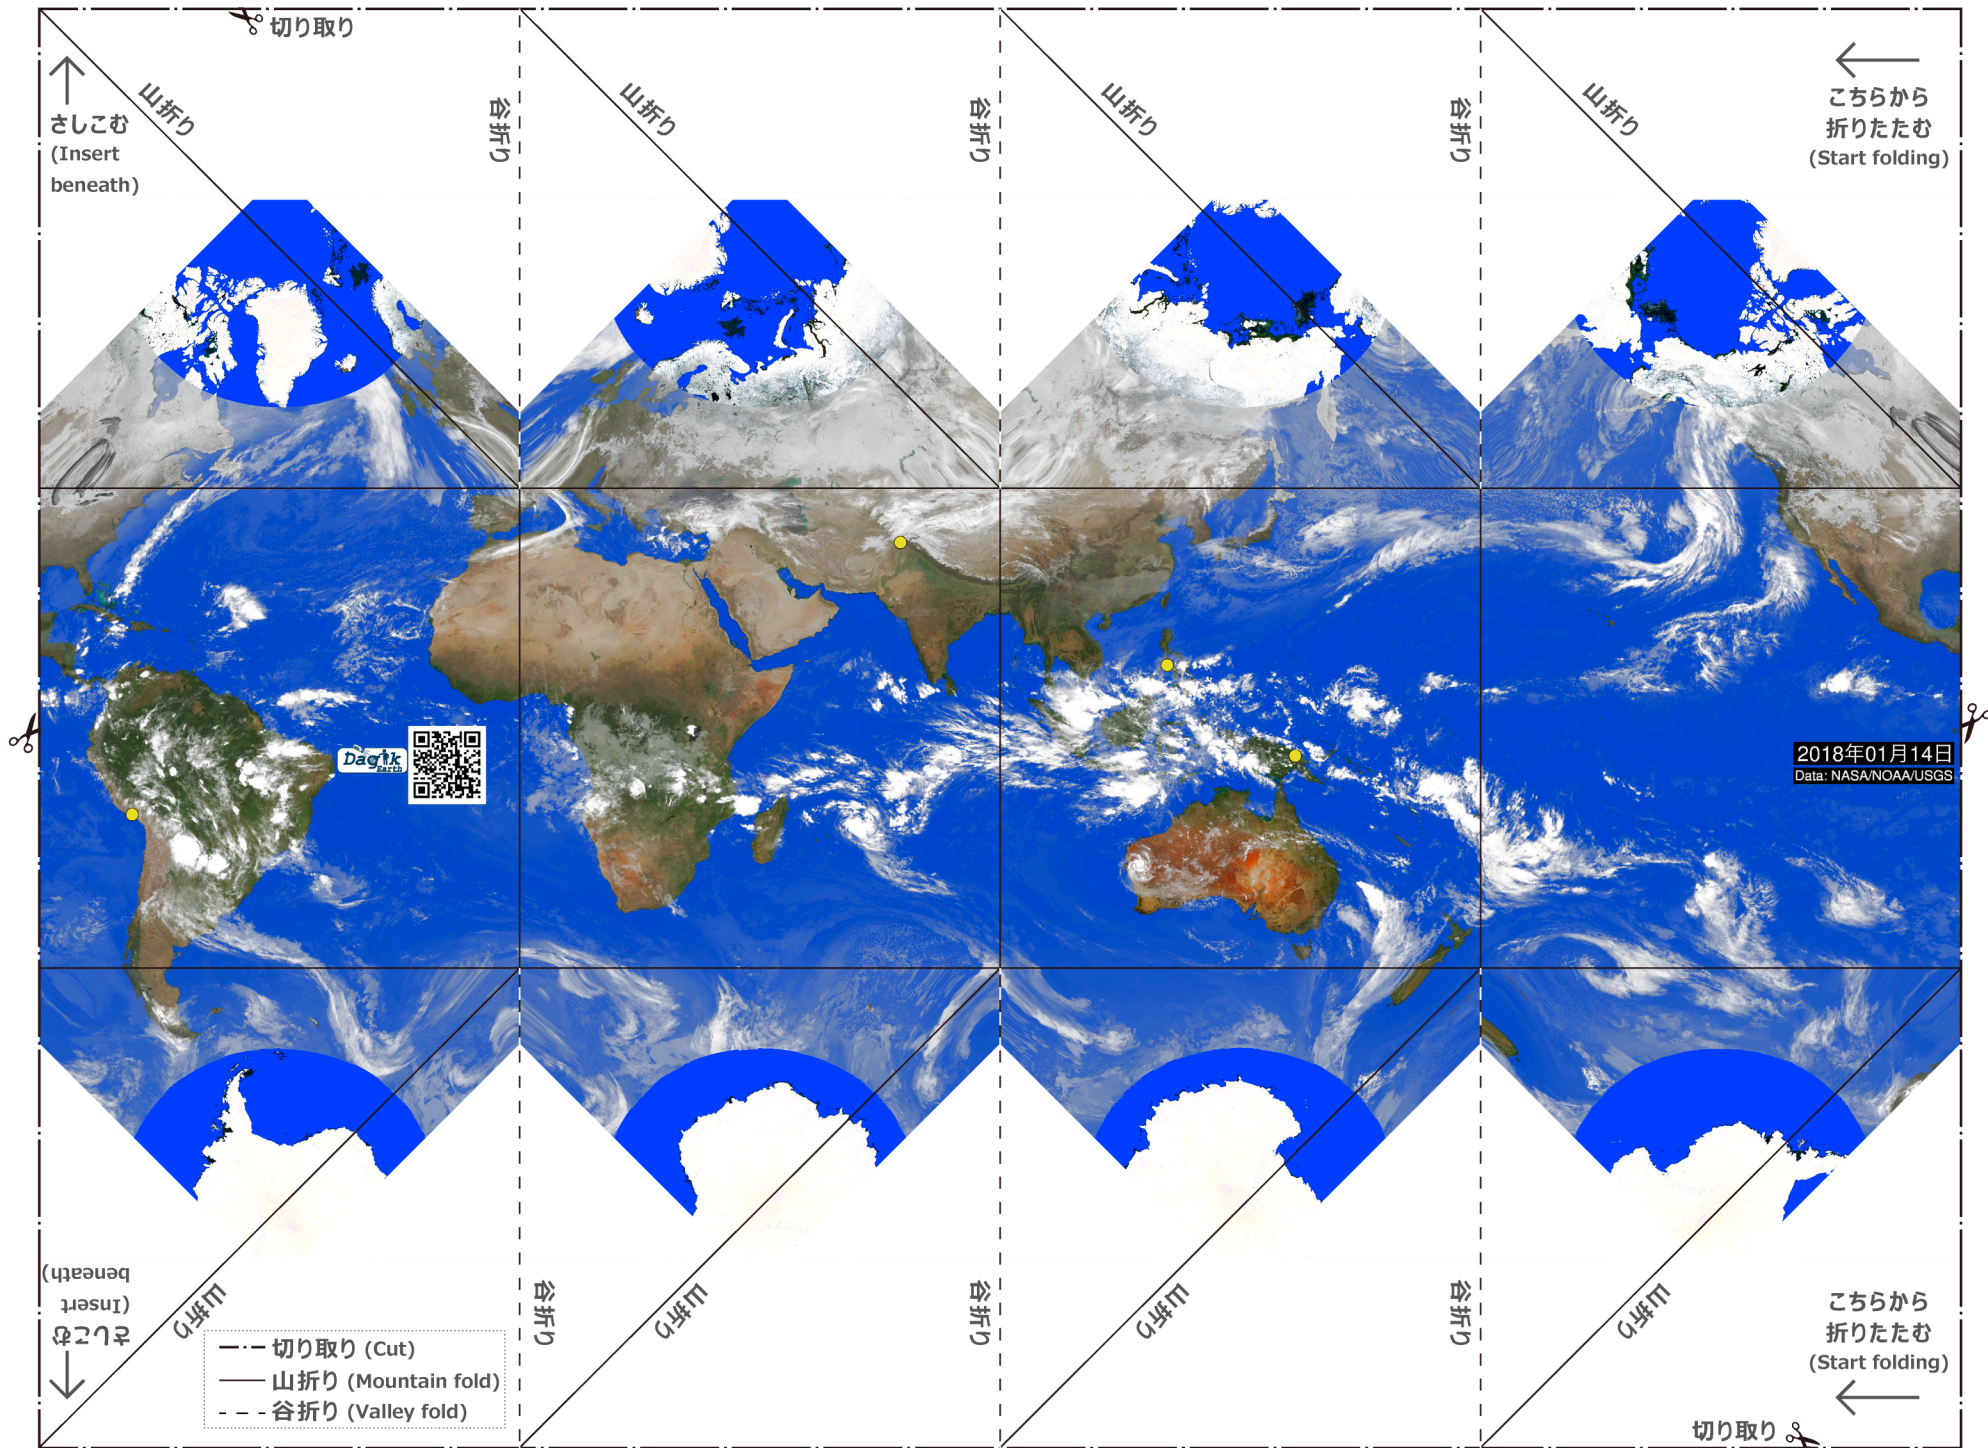 切り取り
山折り
山折り
山折り
山折り
谷折り
谷折り
谷折り
さしこむ
(Insert
beneath)
こちらから
折りたたむ
(Start folding)
Dagik
Earth
2018年01月14日
Data: NASA/NOAA/USGS
さしこむ
(Insert
beneath)
山折り
山折り
山折り
山折り
谷折り
谷折り
谷折り
こちらから
折りたたむ
(Start folding)
切り取り (Cut)
山折り (Mountain fold)
谷折り (Valley fold)
切り取り